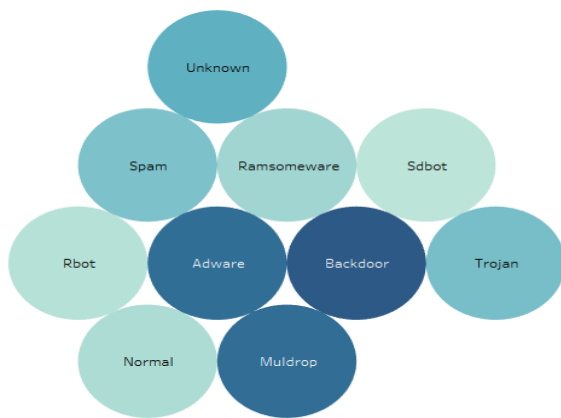 Unknown
Spam
Ramsomeware
Sdbot
Rbot
Adware
Backdoor
Trojan
Normal
Muldrop